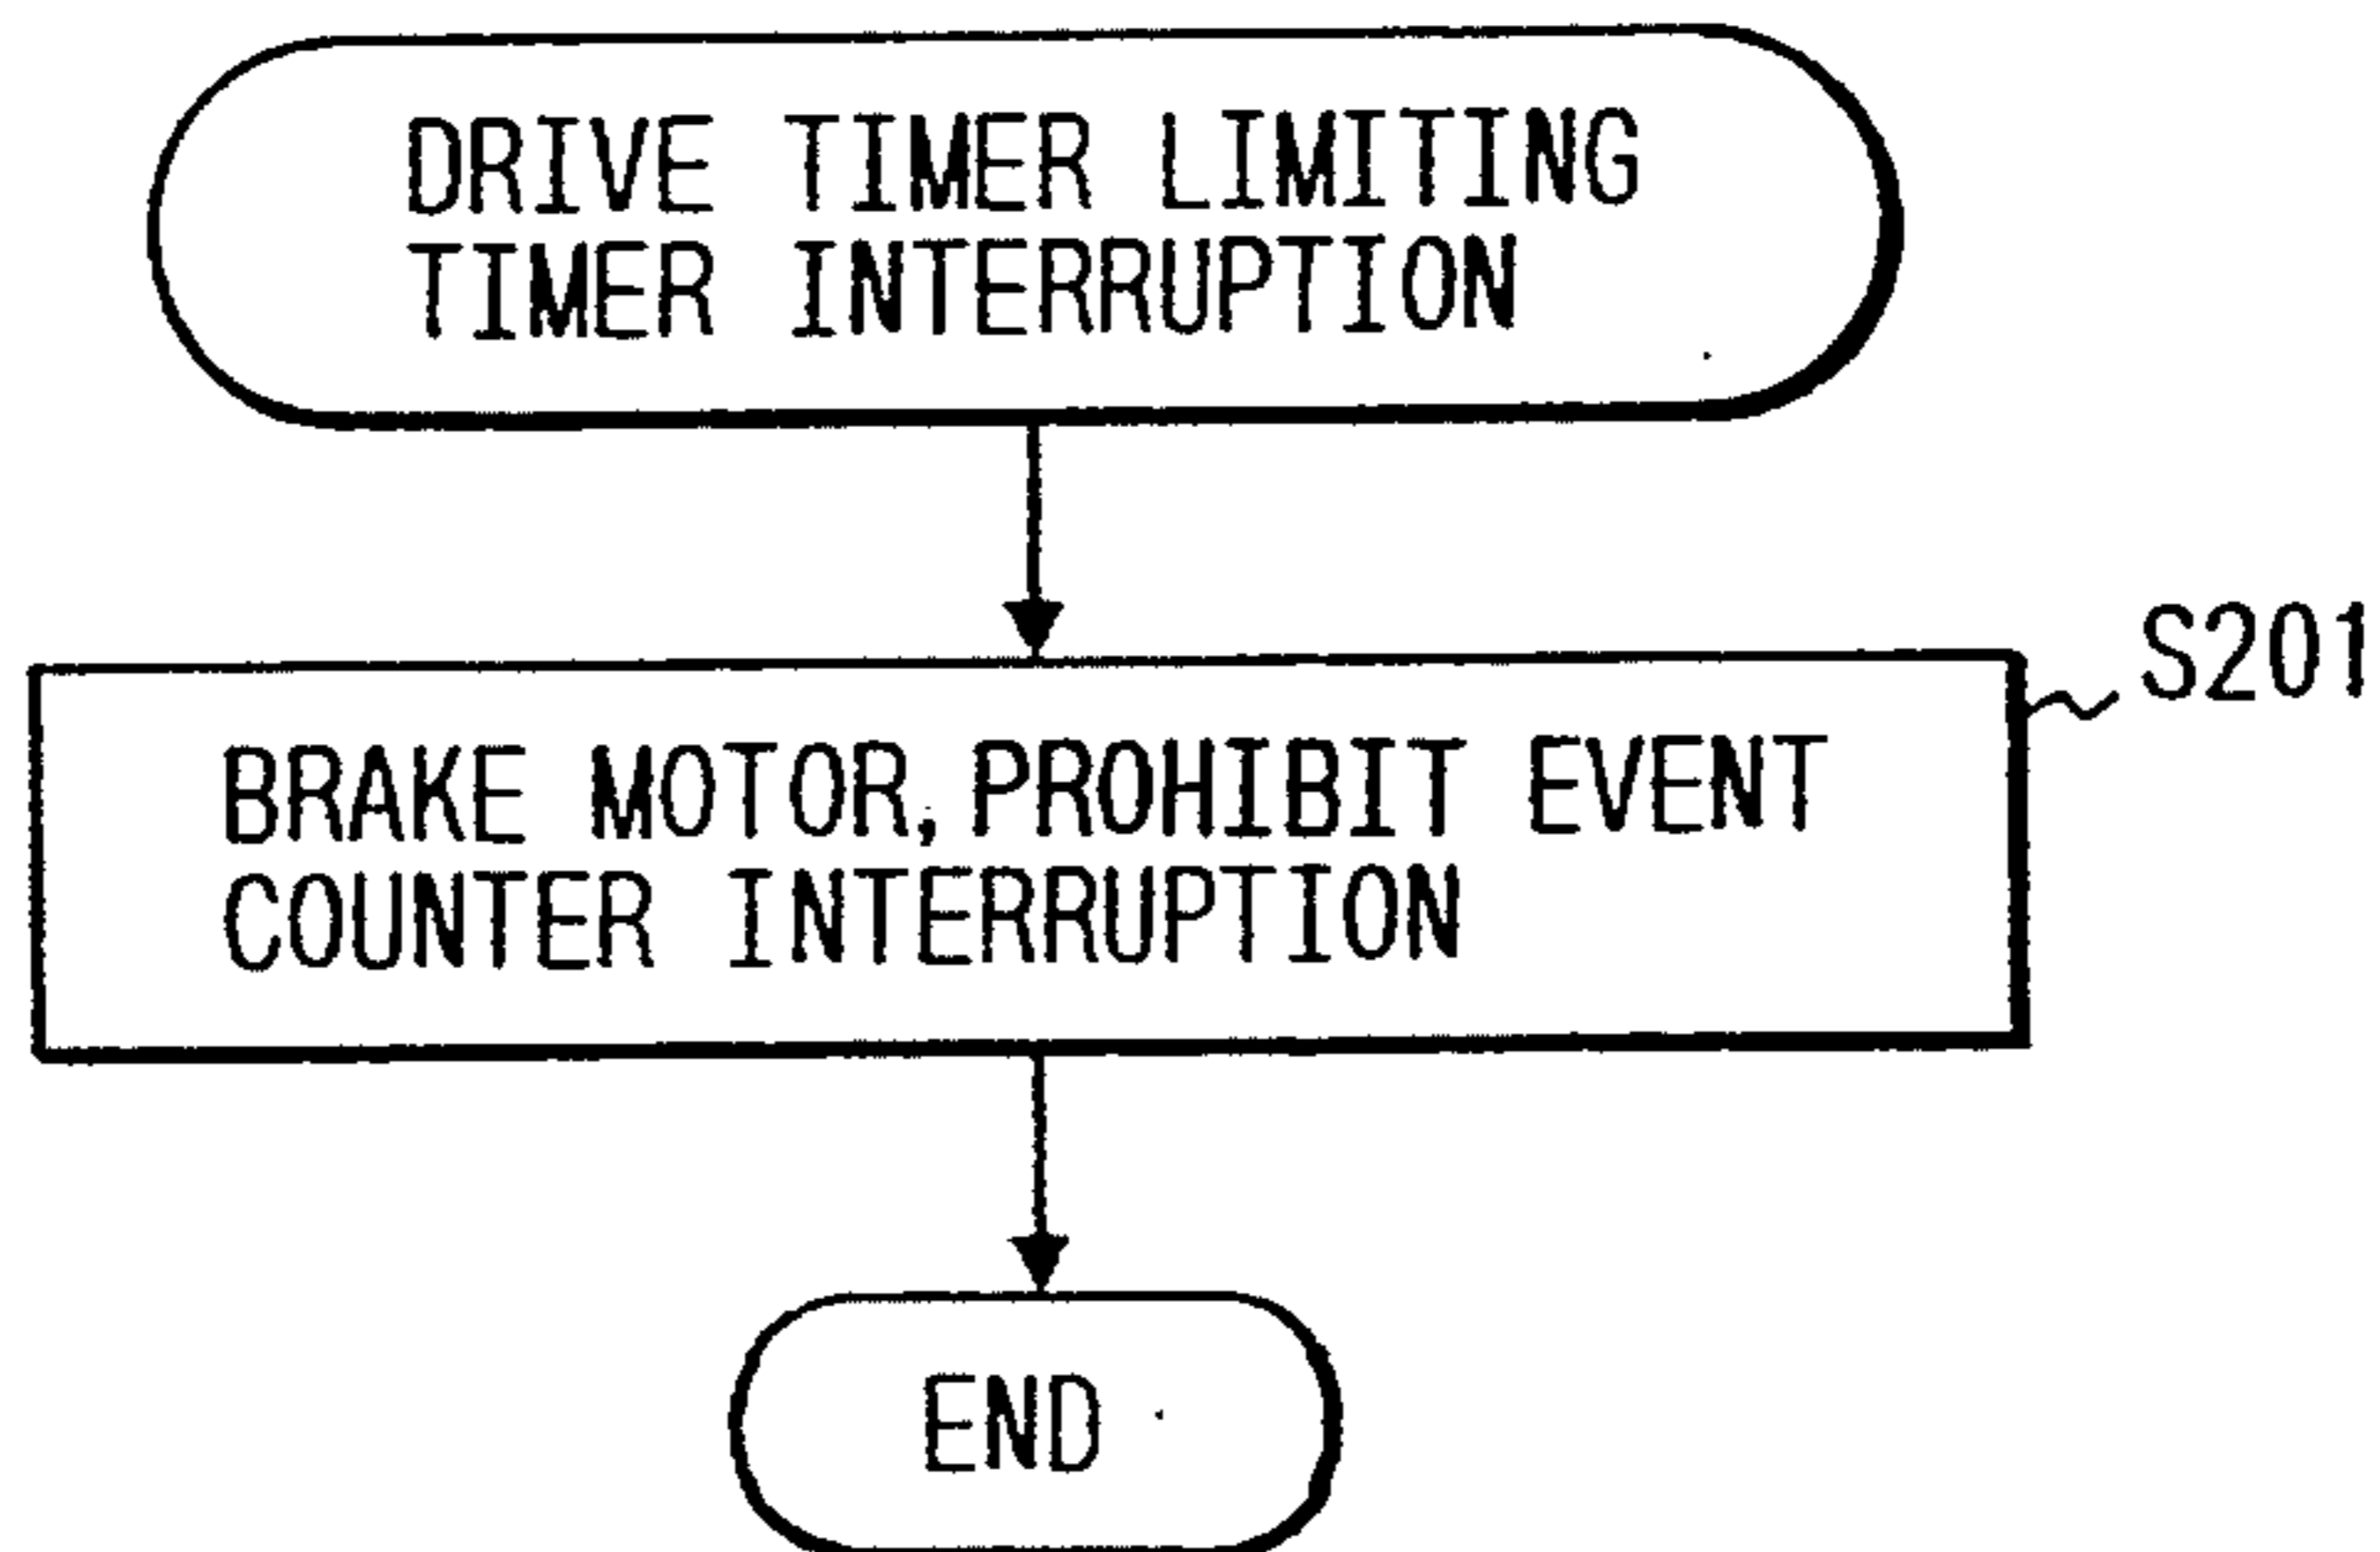 DRIVE TIMER LIMITING
TIMER INTERRUPTION
S201
BRAKE MOTOR, PROHIBIT EVENT
COUNTER INTERRUPTION
END